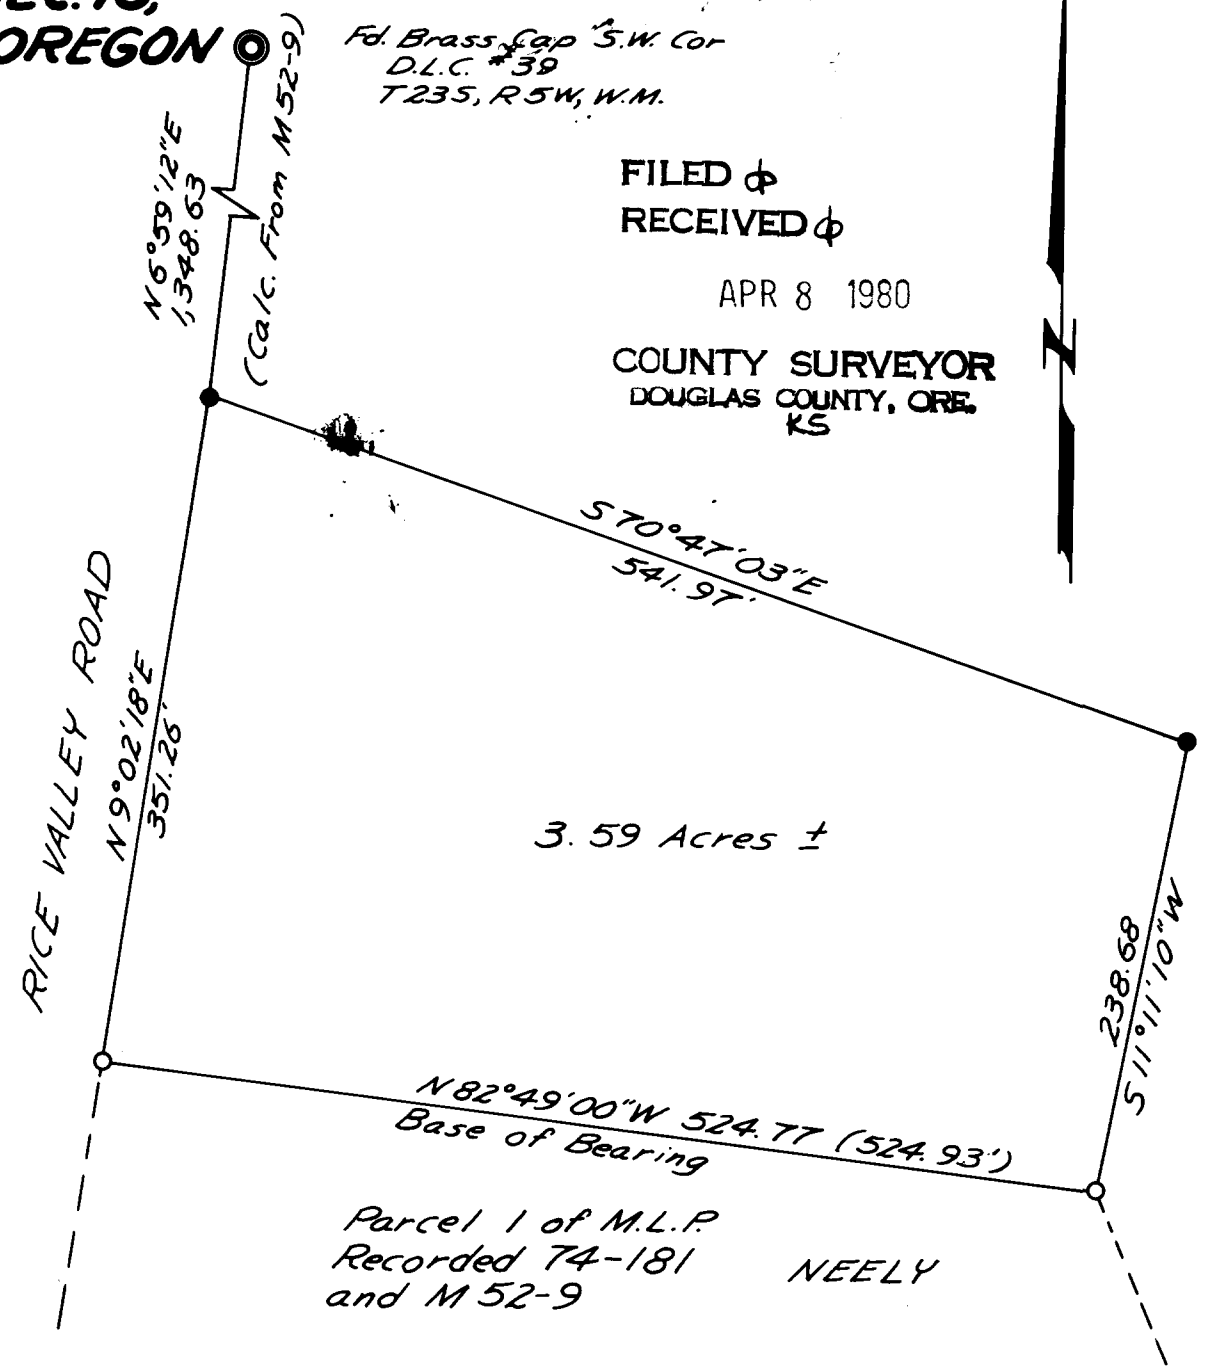 OREGON
Fd. Brass Cap S.W. Cor
D.L.C. #39
T23S, R5W, W.M.
N6°59'12"E
1,348.63
(Calc. From M52-9)
FILED
RECEIVED
APR 8 1980
COUNTY SURVEYOR
DOUGLAS COUNTY, ORE.
KS
N
S70°47'03"E
541.97'
RICE VALLEY ROAD
N9°02'18"E
351.26'
3.59 Acres ±
238.68
S11°11'10"W
N82°49'00"W 524.77 (524.93')
Base of Bearing
Parcel 1 of M.L.P.
Recorded 74-181
and M52-9
NEELY